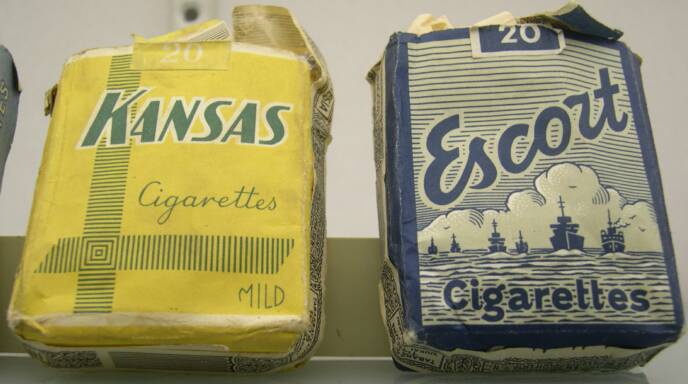 20
KANSAS
Cigarettes
MILD
20
Escort
Cigarettes